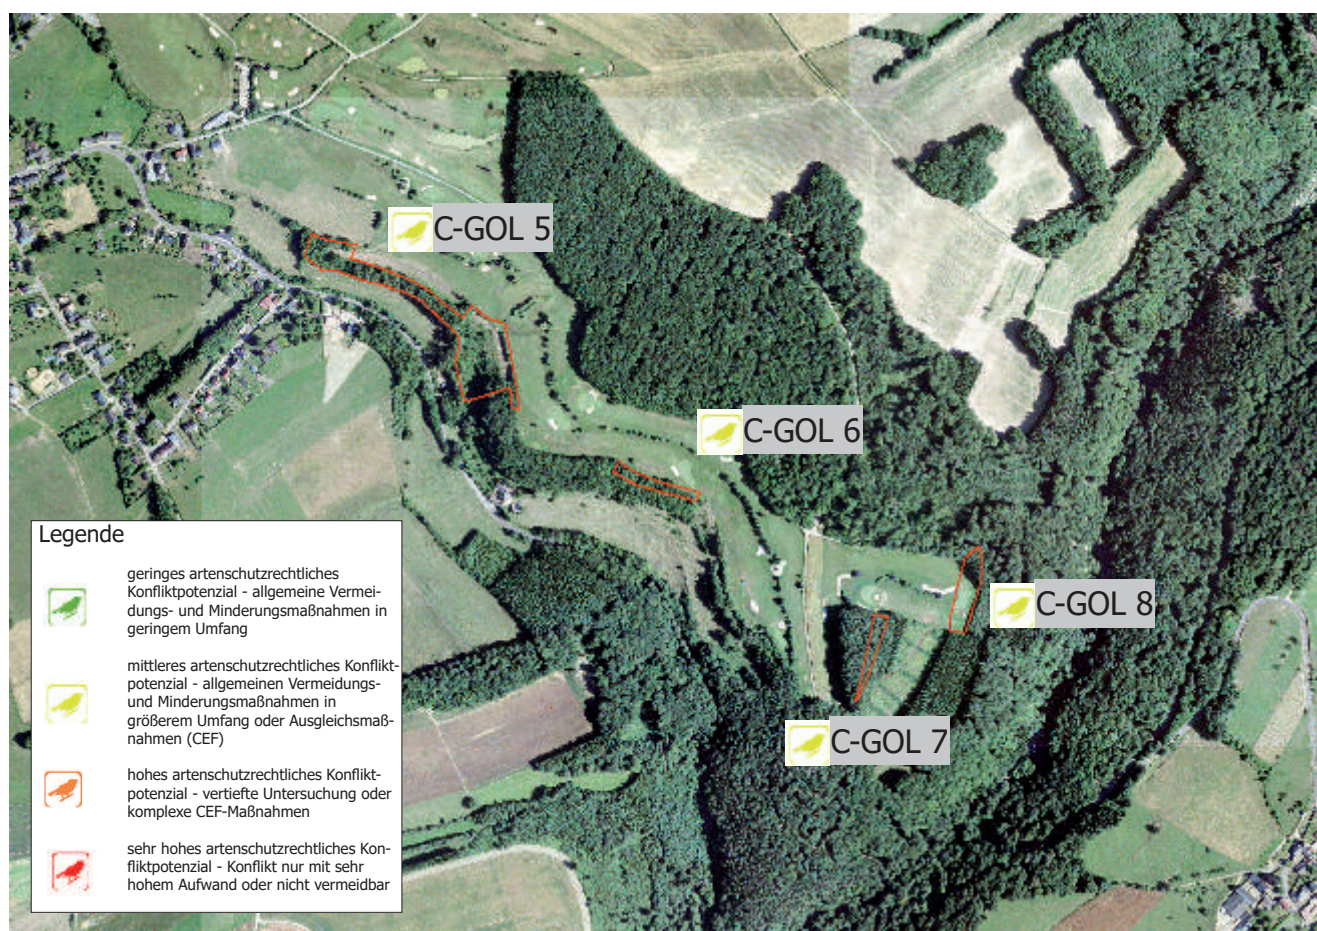 C-GOL 5
C-GOL 6
C-GOL 8
C-GOL 7
Legende
geringes artenschutzrechtliches
Konfliktpotenzial - allgemeine Vermei-
dungs- und Minderungsmaßnahmen in
geringem Umfang
mittleres artenschutzrechtliches Konflikt-
potenzial - allgemeinen Vermeidungs-
und Minderungsmaßnahmen in
größerem Umfang oder Ausgleichsmaß-
nahmen (CEF)
hohes artenschutzrechtliches Konflikt-
potenzial - vertiefte Untersuchung oder
komplexe CEF-Maßnahmen
sehr hohes artenschutzrechtliches Kon-
fliktpotenzial - Konflikt nur mit sehr
hohem Aufwand oder nicht vermeidbar